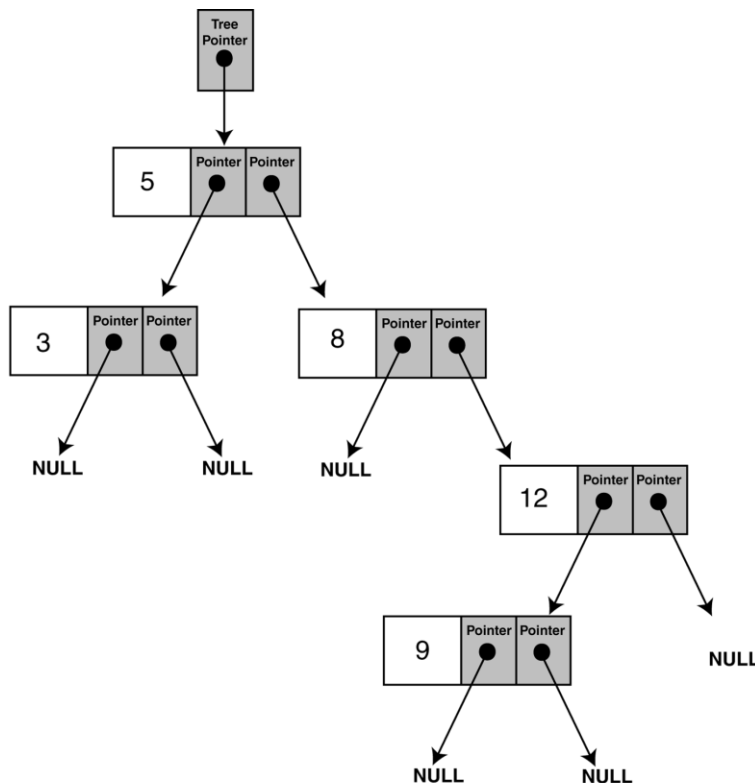 Tree
Pointer
5 Pointer Pointer
3 Pointer Pointer
8 Pointer Pointer
NULL NULL NULL
12 Pointer Pointer
9 Pointer Pointer
NULL
NULL NULL